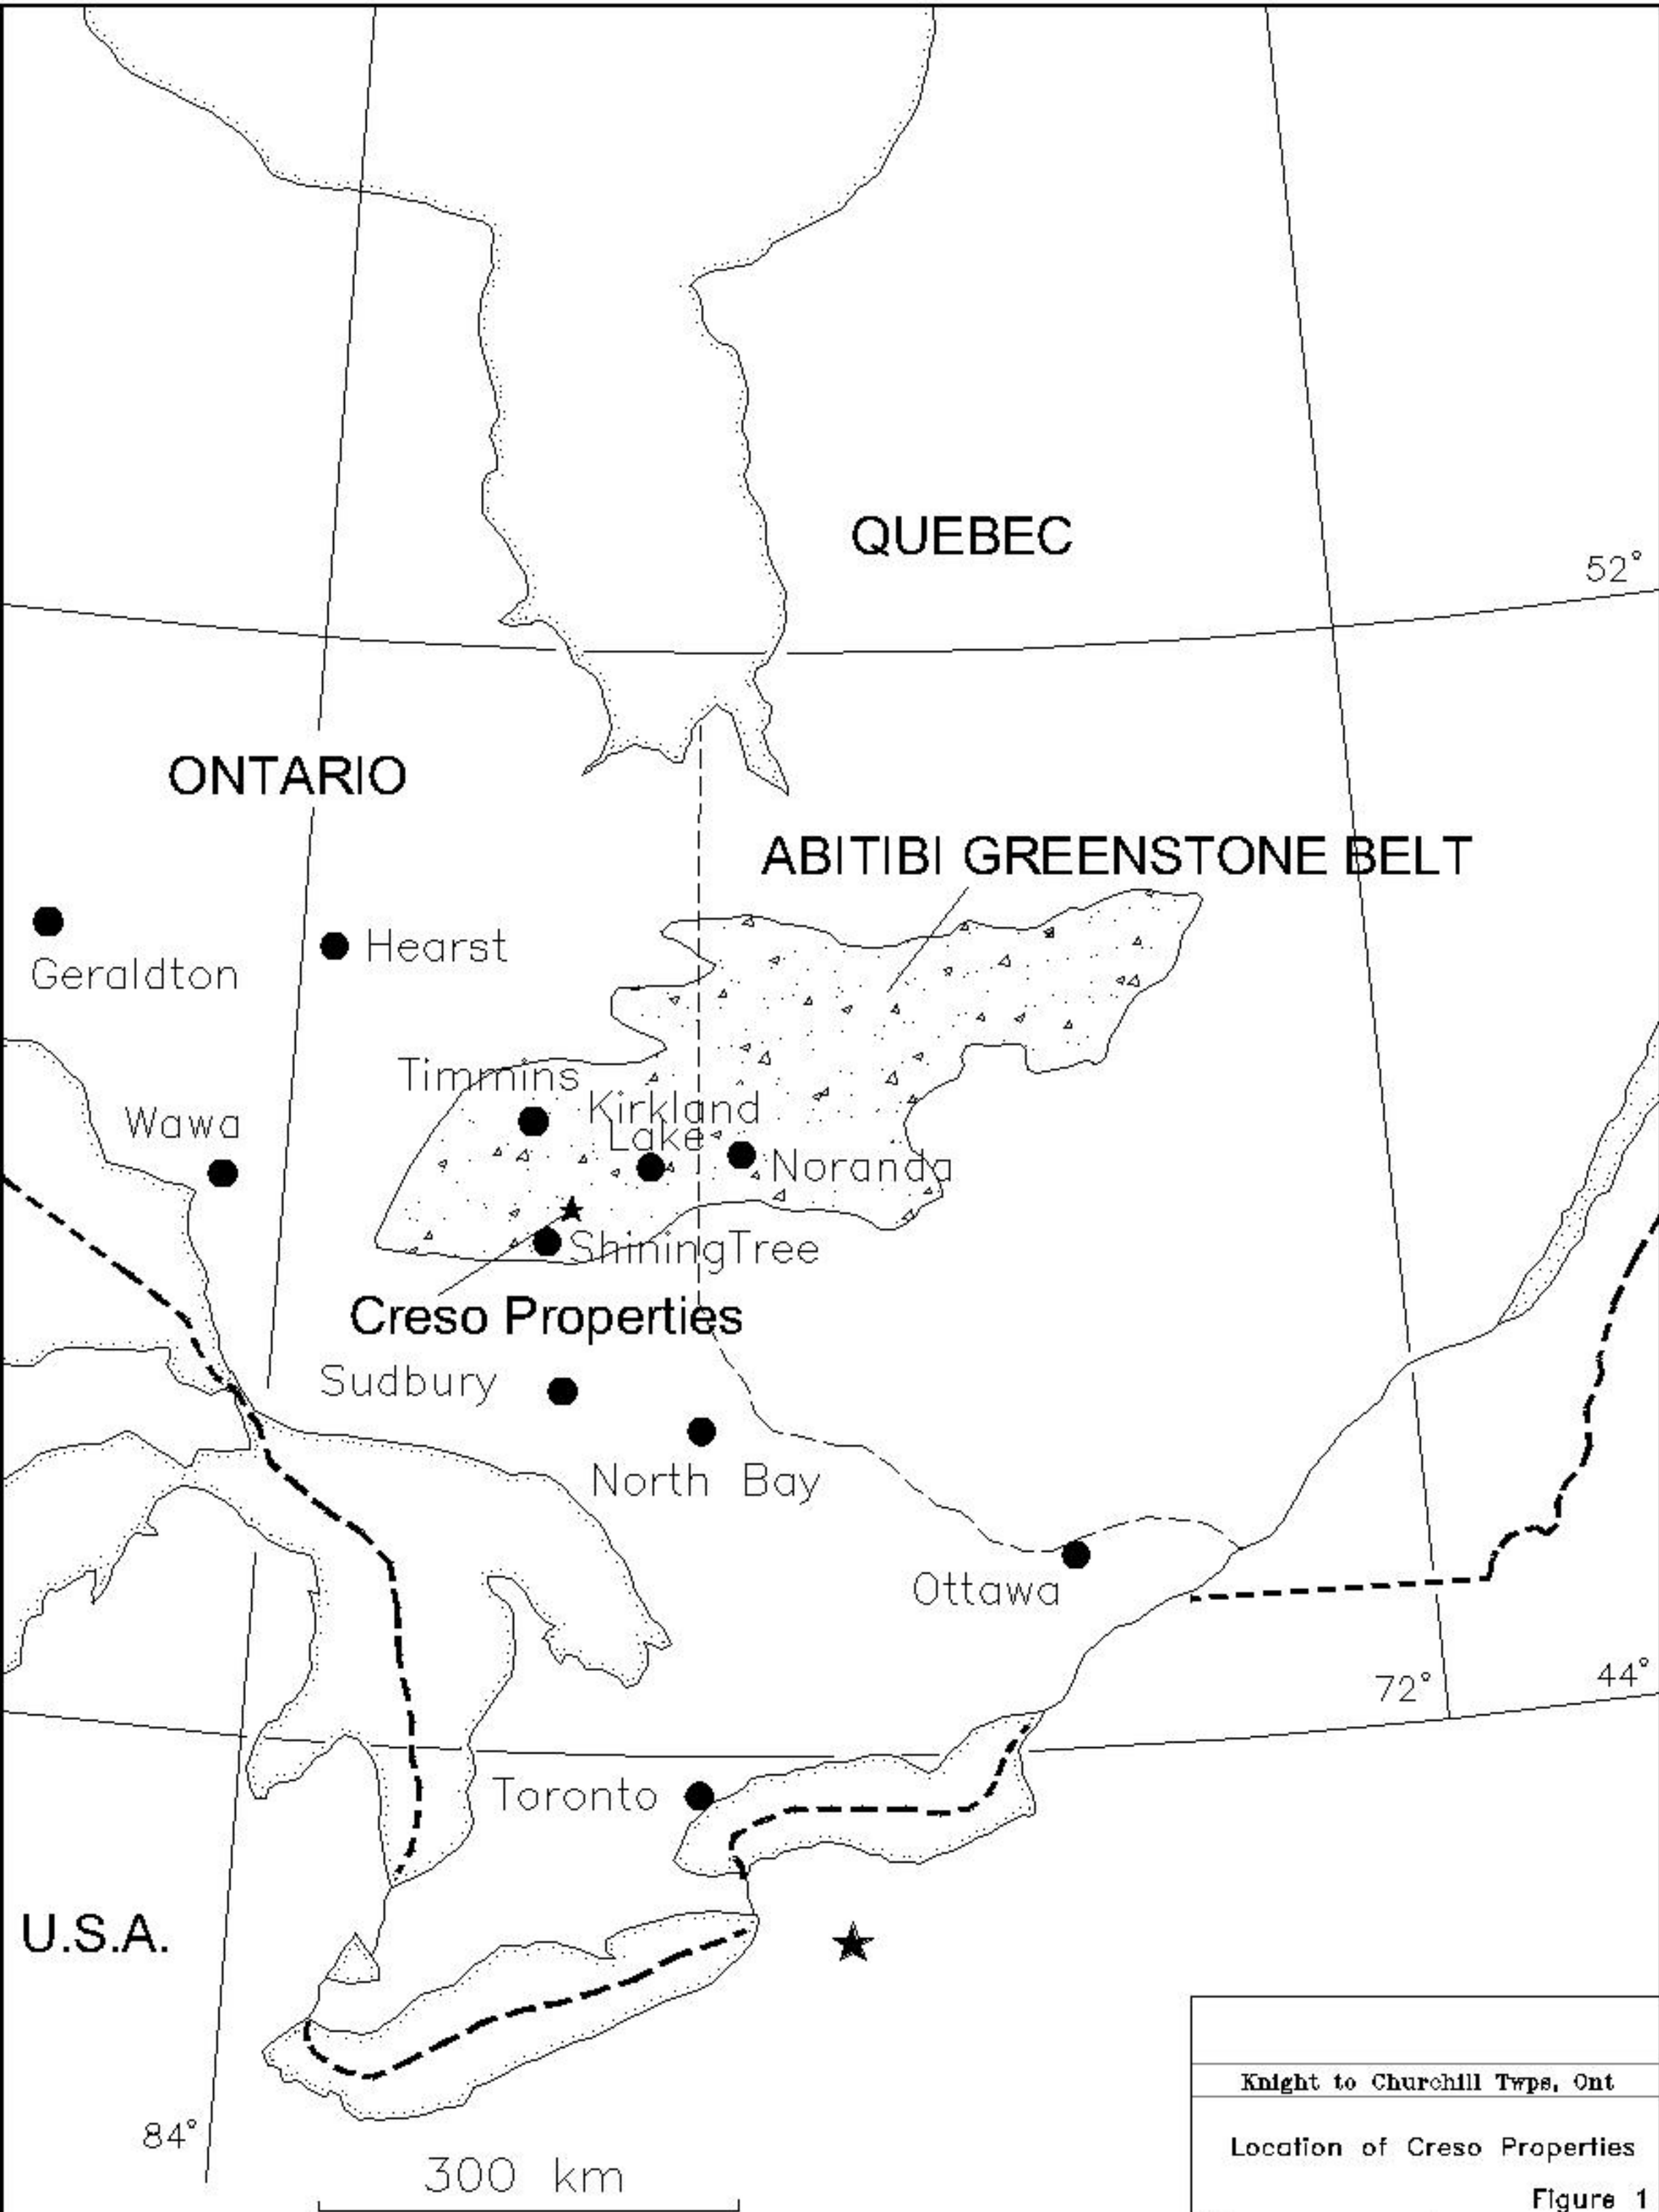 QUEBEC
52°
ONTARIO
ABITIBI GREENSTONE BELT
Geraldton
Hearst
Timmins
Kirkland
Lake
Wawa
Noranda
ShiningTree
Creso Properties
Sudbury
North Bay
Ottawa
72°
44°
Toronto
U.S.A.
84°
300 km
Knight to Churchill Twps, Ont
Location of Creso Properties
Figure 1